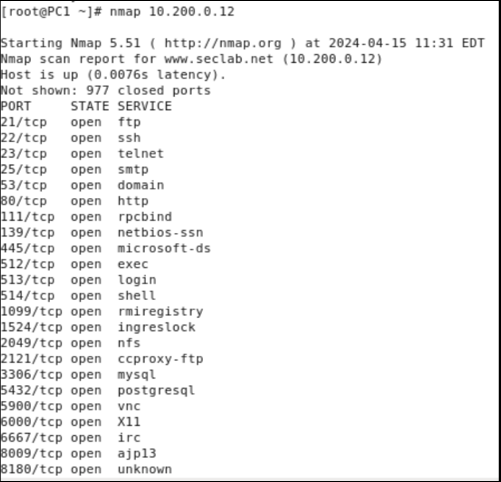 [root@PC1 ~]# nmap 10.200.0.12
Starting Nmap 5.51 ( http://nmap.org ) at 2024-04-15 11:31 EDT
Nmap scan report for www.seclab.net (10.200.0.12)
Host is up (0.0076s latency).
Not shown: 977 closed ports
PORT     STATE SERVICE
21/tcp   open  ftp
22/tcp   open  ssh
23/tcp   open  telnet
25/tcp   open  smtp
53/tcp   open  domain
80/tcp   open  http
111/tcp  open  rpcbind
139/tcp  open  netbios-ssn
445/tcp  open  microsoft-ds
512/tcp  open  exec
513/tcp  open  login
514/tcp  open  shell
1099/tcp open  rmiregistry
1524/tcp open  ingreslock
2049/tcp open  nfs
2121/tcp open  ccproxy-ftp
3306/tcp open  mysql
5432/tcp open  postgresql
5900/tcp open  vnc
6000/tcp open  X11
6667/tcp open  irc
8009/tcp open  ajp13
8180/tcp open  unknown